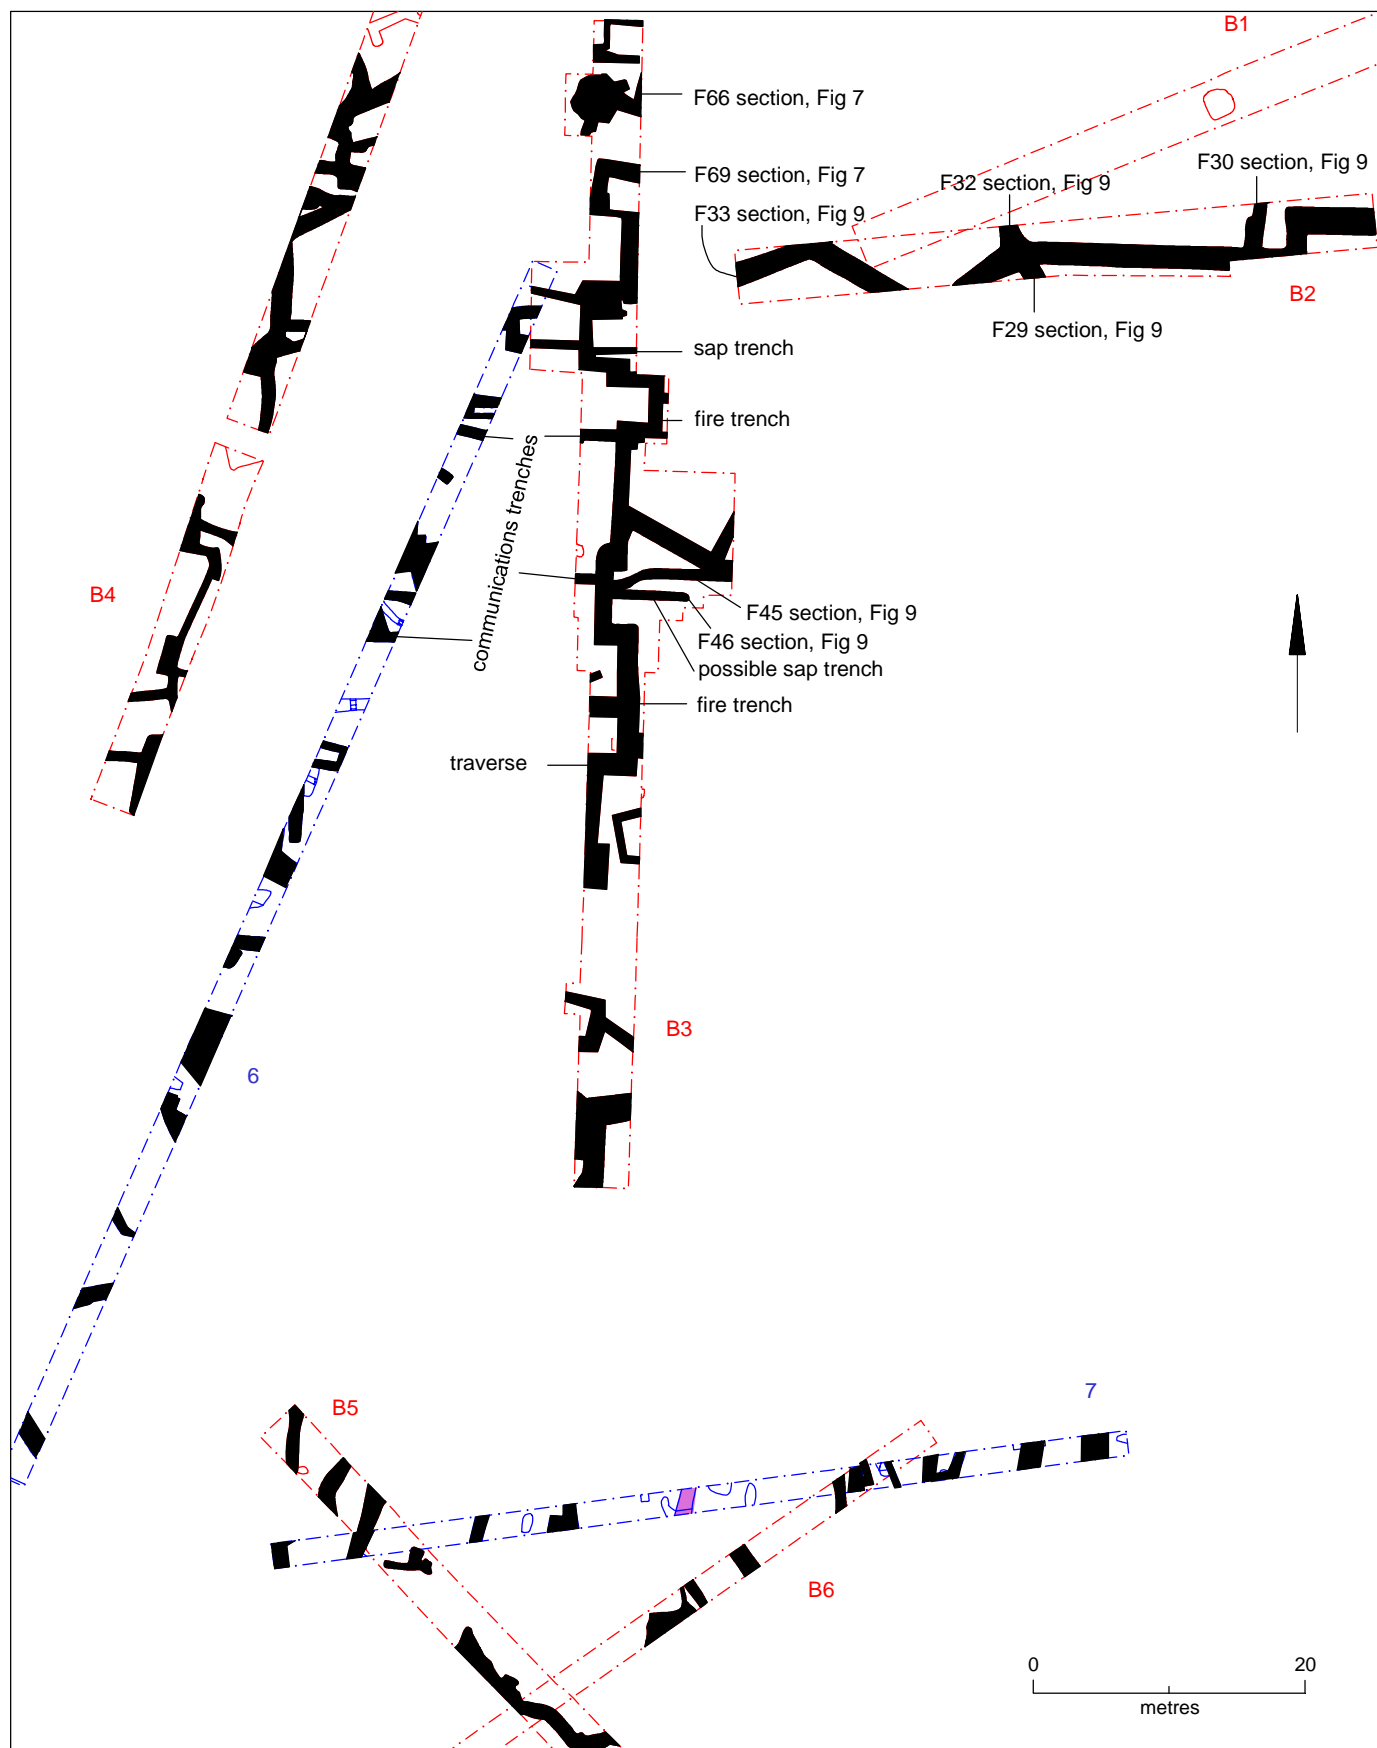 B1
F66 section, Fig 7
F30 section, Fig 9
F69 section, Fig 7
F32 section, Fig 9
F33 section, Fig 9
B2
F29 section, Fig 9
sap trench
fire trench
communications trenches
B4
F45 section, Fig 9
F46 section, Fig 9
possible sap trench
fire trench
traverse
B3
6
7
B5
B6
0 20
metres